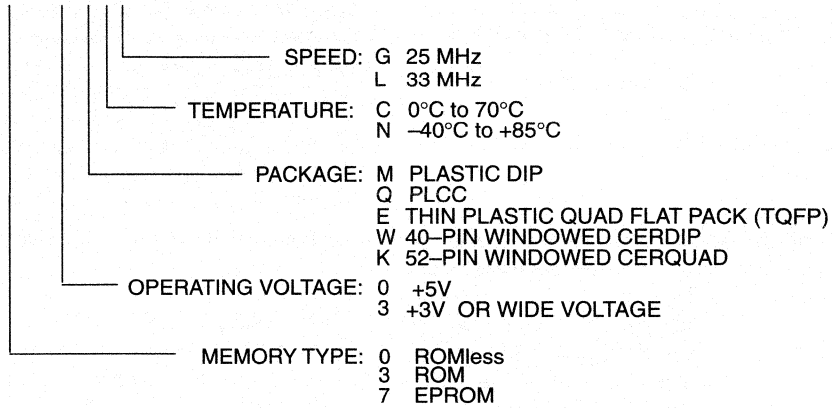 SPEED: G 25 MHz
L 33 MHz
TEMPERATURE: C 0°C to 70°C
N –40°C to +85°C
PACKAGE: M PLASTIC DIP
Q PLCC
E THIN PLASTIC QUAD FLAT PACK (TQFP)
W 40–PIN WINDOWED CERDIP
K 52–PIN WINDOWED CERQUAD
OPERATING VOLTAGE: 0 +5V
3 +3V OR WIDE VOLTAGE
MEMORY TYPE: 0 ROMless
3 ROM
7 EPROM